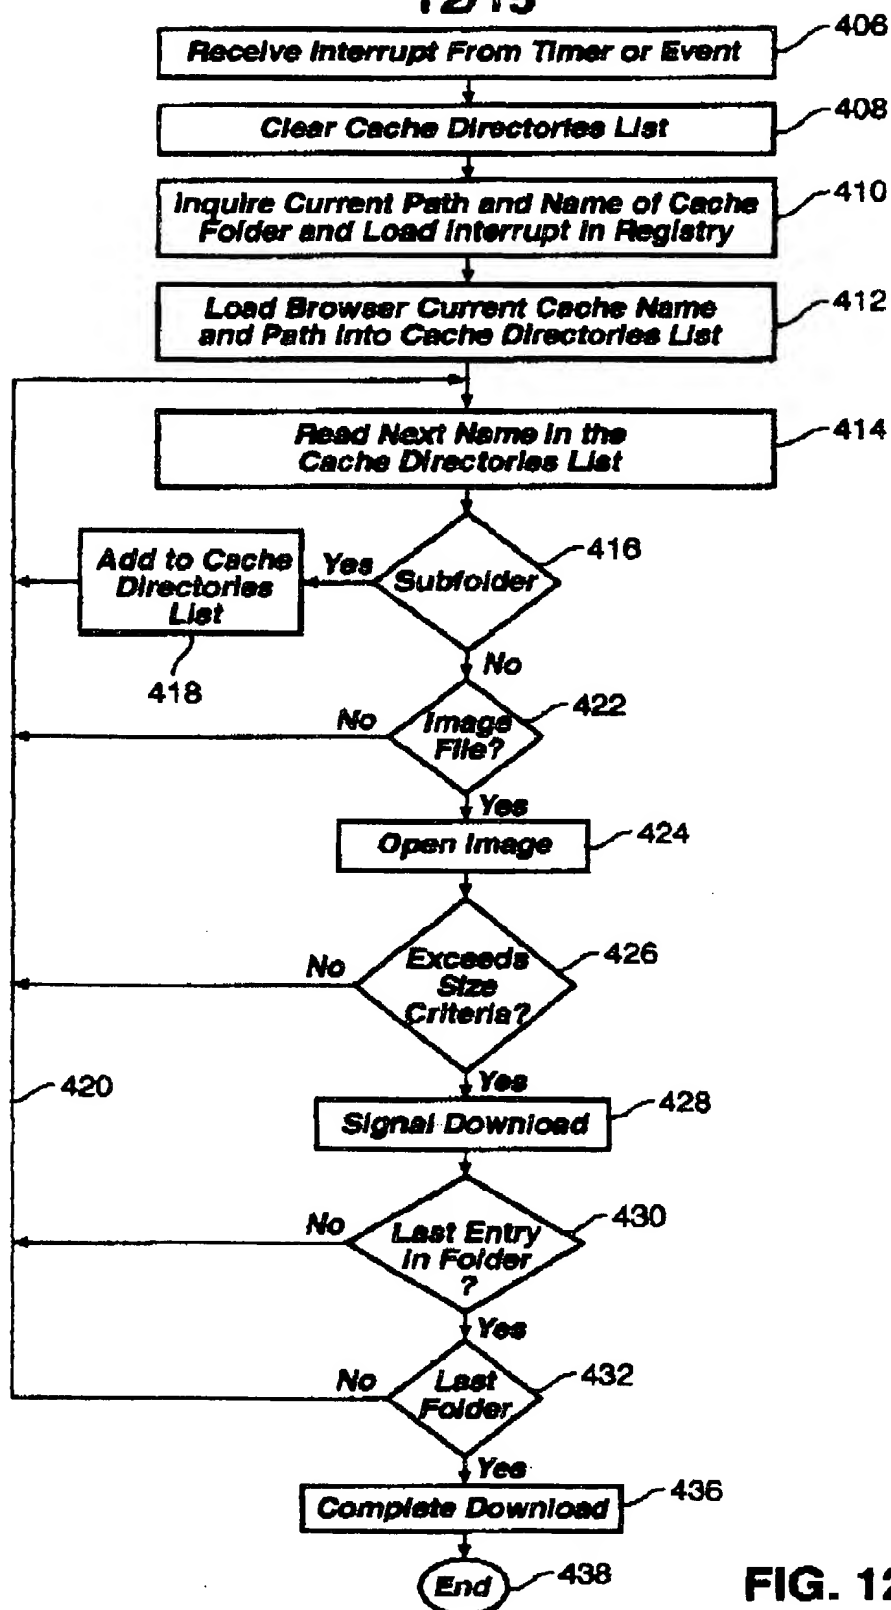 12/15
Receive Interrupt From Timer or Event
406
Clear Cache Directories List
408
Inquire Current Path and Name of Cache
Folder and Load Interrupt in Registry
410
Load Browser Current Cache Name
and Path Into Cache Directories List
412
Read Next Name in the
Cache Directories List
414
Subfolder
416
Yes
Add to Cache
Directories
List
418
No
Image
File?
422
No
Yes
Open Image
424
Exceeds
Size
Criteria?
426
No
Yes
420
Signal Download
428
Last Entry
in Folder
?
430
No
Yes
Last
Folder
432
No
Yes
Complete Download
436
End
438
FIG. 12